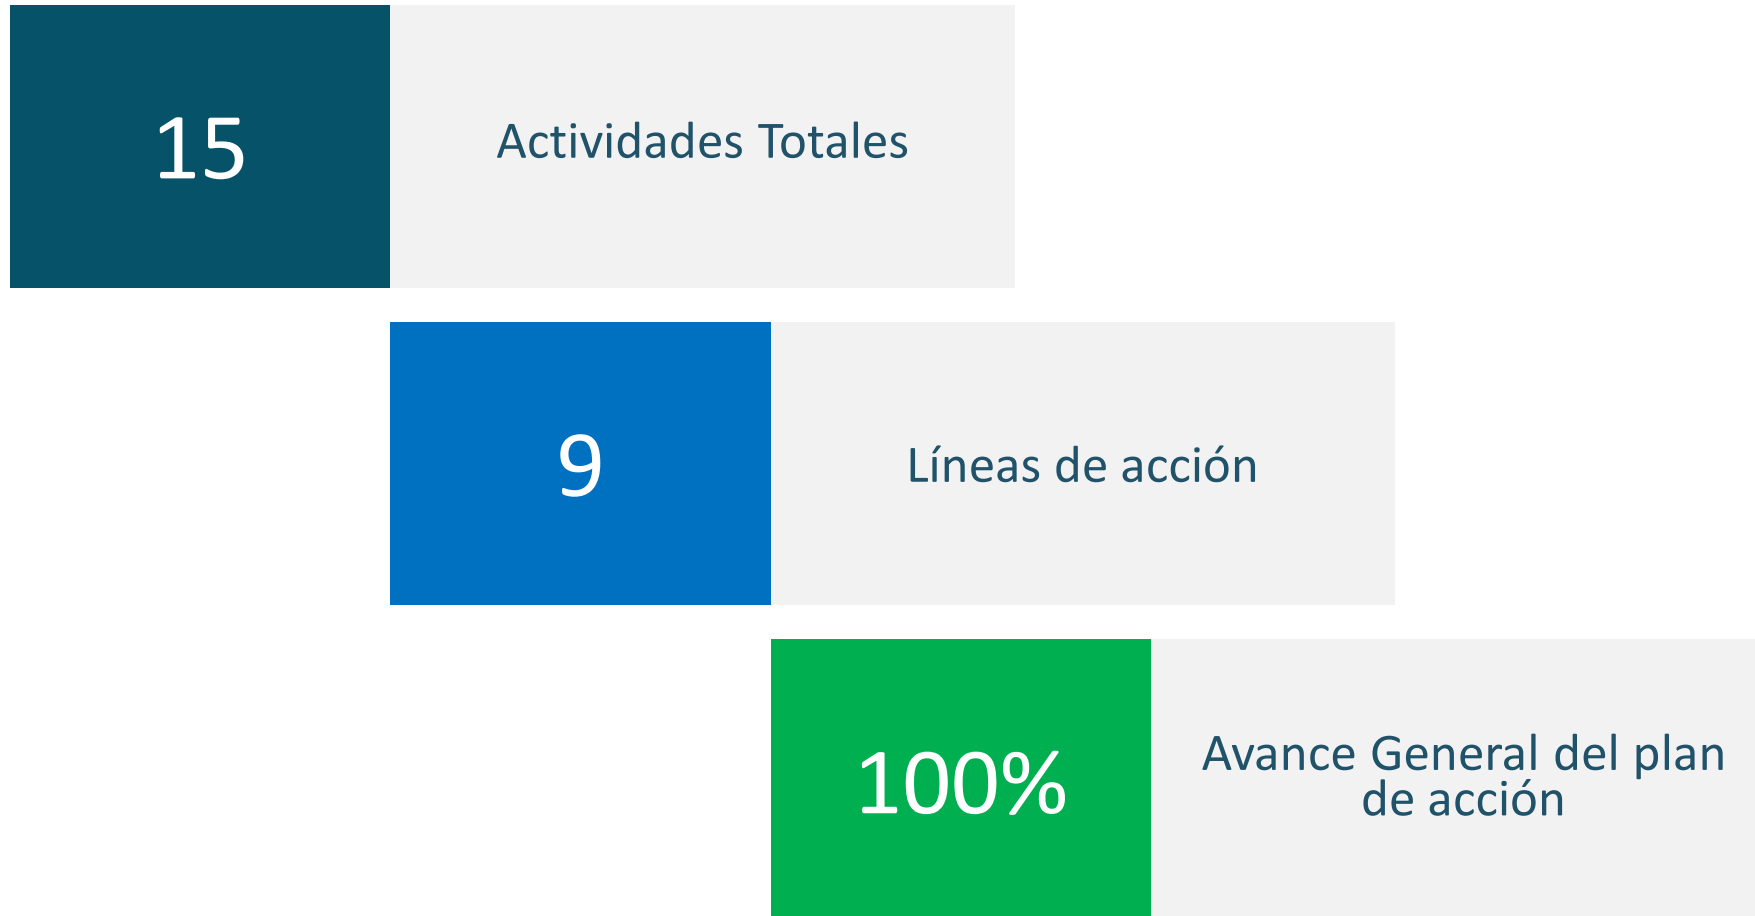 15
Actividades Totales
9
Líneas de acción
100%
Avance General del plan
de acción